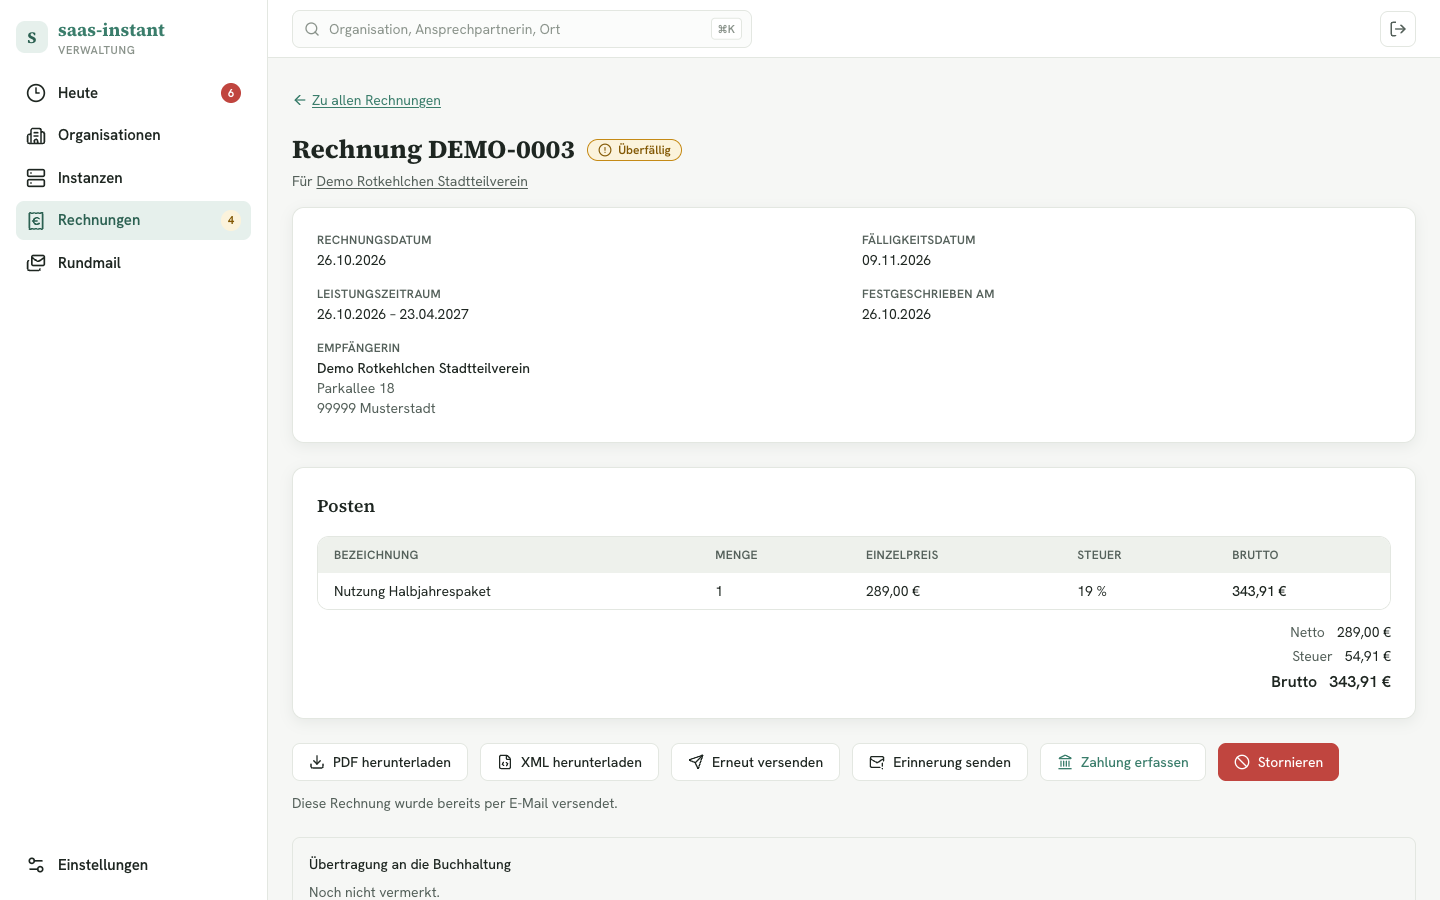 S
saas-instant
VERWALTUNG
Organisation, Ansprechpartnerin, Ort
⌘K
Heute 6
Organisationen
Instanzen
Rechnungen 4
Rundmail
Einstellungen
← Zu allen Rechnungen
Rechnung DEMO-0003 Überfällig
Für Demo Rotkehlchen Stadtteilverein
RECHNUNGSDATUM
26.10.2026
FÄLLIGKEITSDATUM
09.11.2026
LEISTUNGSZEITRAUM
26.10.2026 – 23.04.2027
FESTGESCHRIEBEN AM
26.10.2026
EMPFÄNGERIN
Demo Rotkehlchen Stadtteilverein
Parkallee 18
99999 Musterstadt
Posten
BEZEICHNUNG MENGE EINZELPREIS STEUER BRUTTO
Nutzung Halbjahrespaket 1 289,00 € 19 % 343,91 €
Netto 289,00 €
Steuer 54,91 €
Brutto 343,91 €
PDF herunterladen
XML herunterladen
Erneut versenden
Erinnerung senden
Zahlung erfassen
Stornieren
Diese Rechnung wurde bereits per E-Mail versendet.
Übertragung an die Buchhaltung
Noch nicht vermerkt.